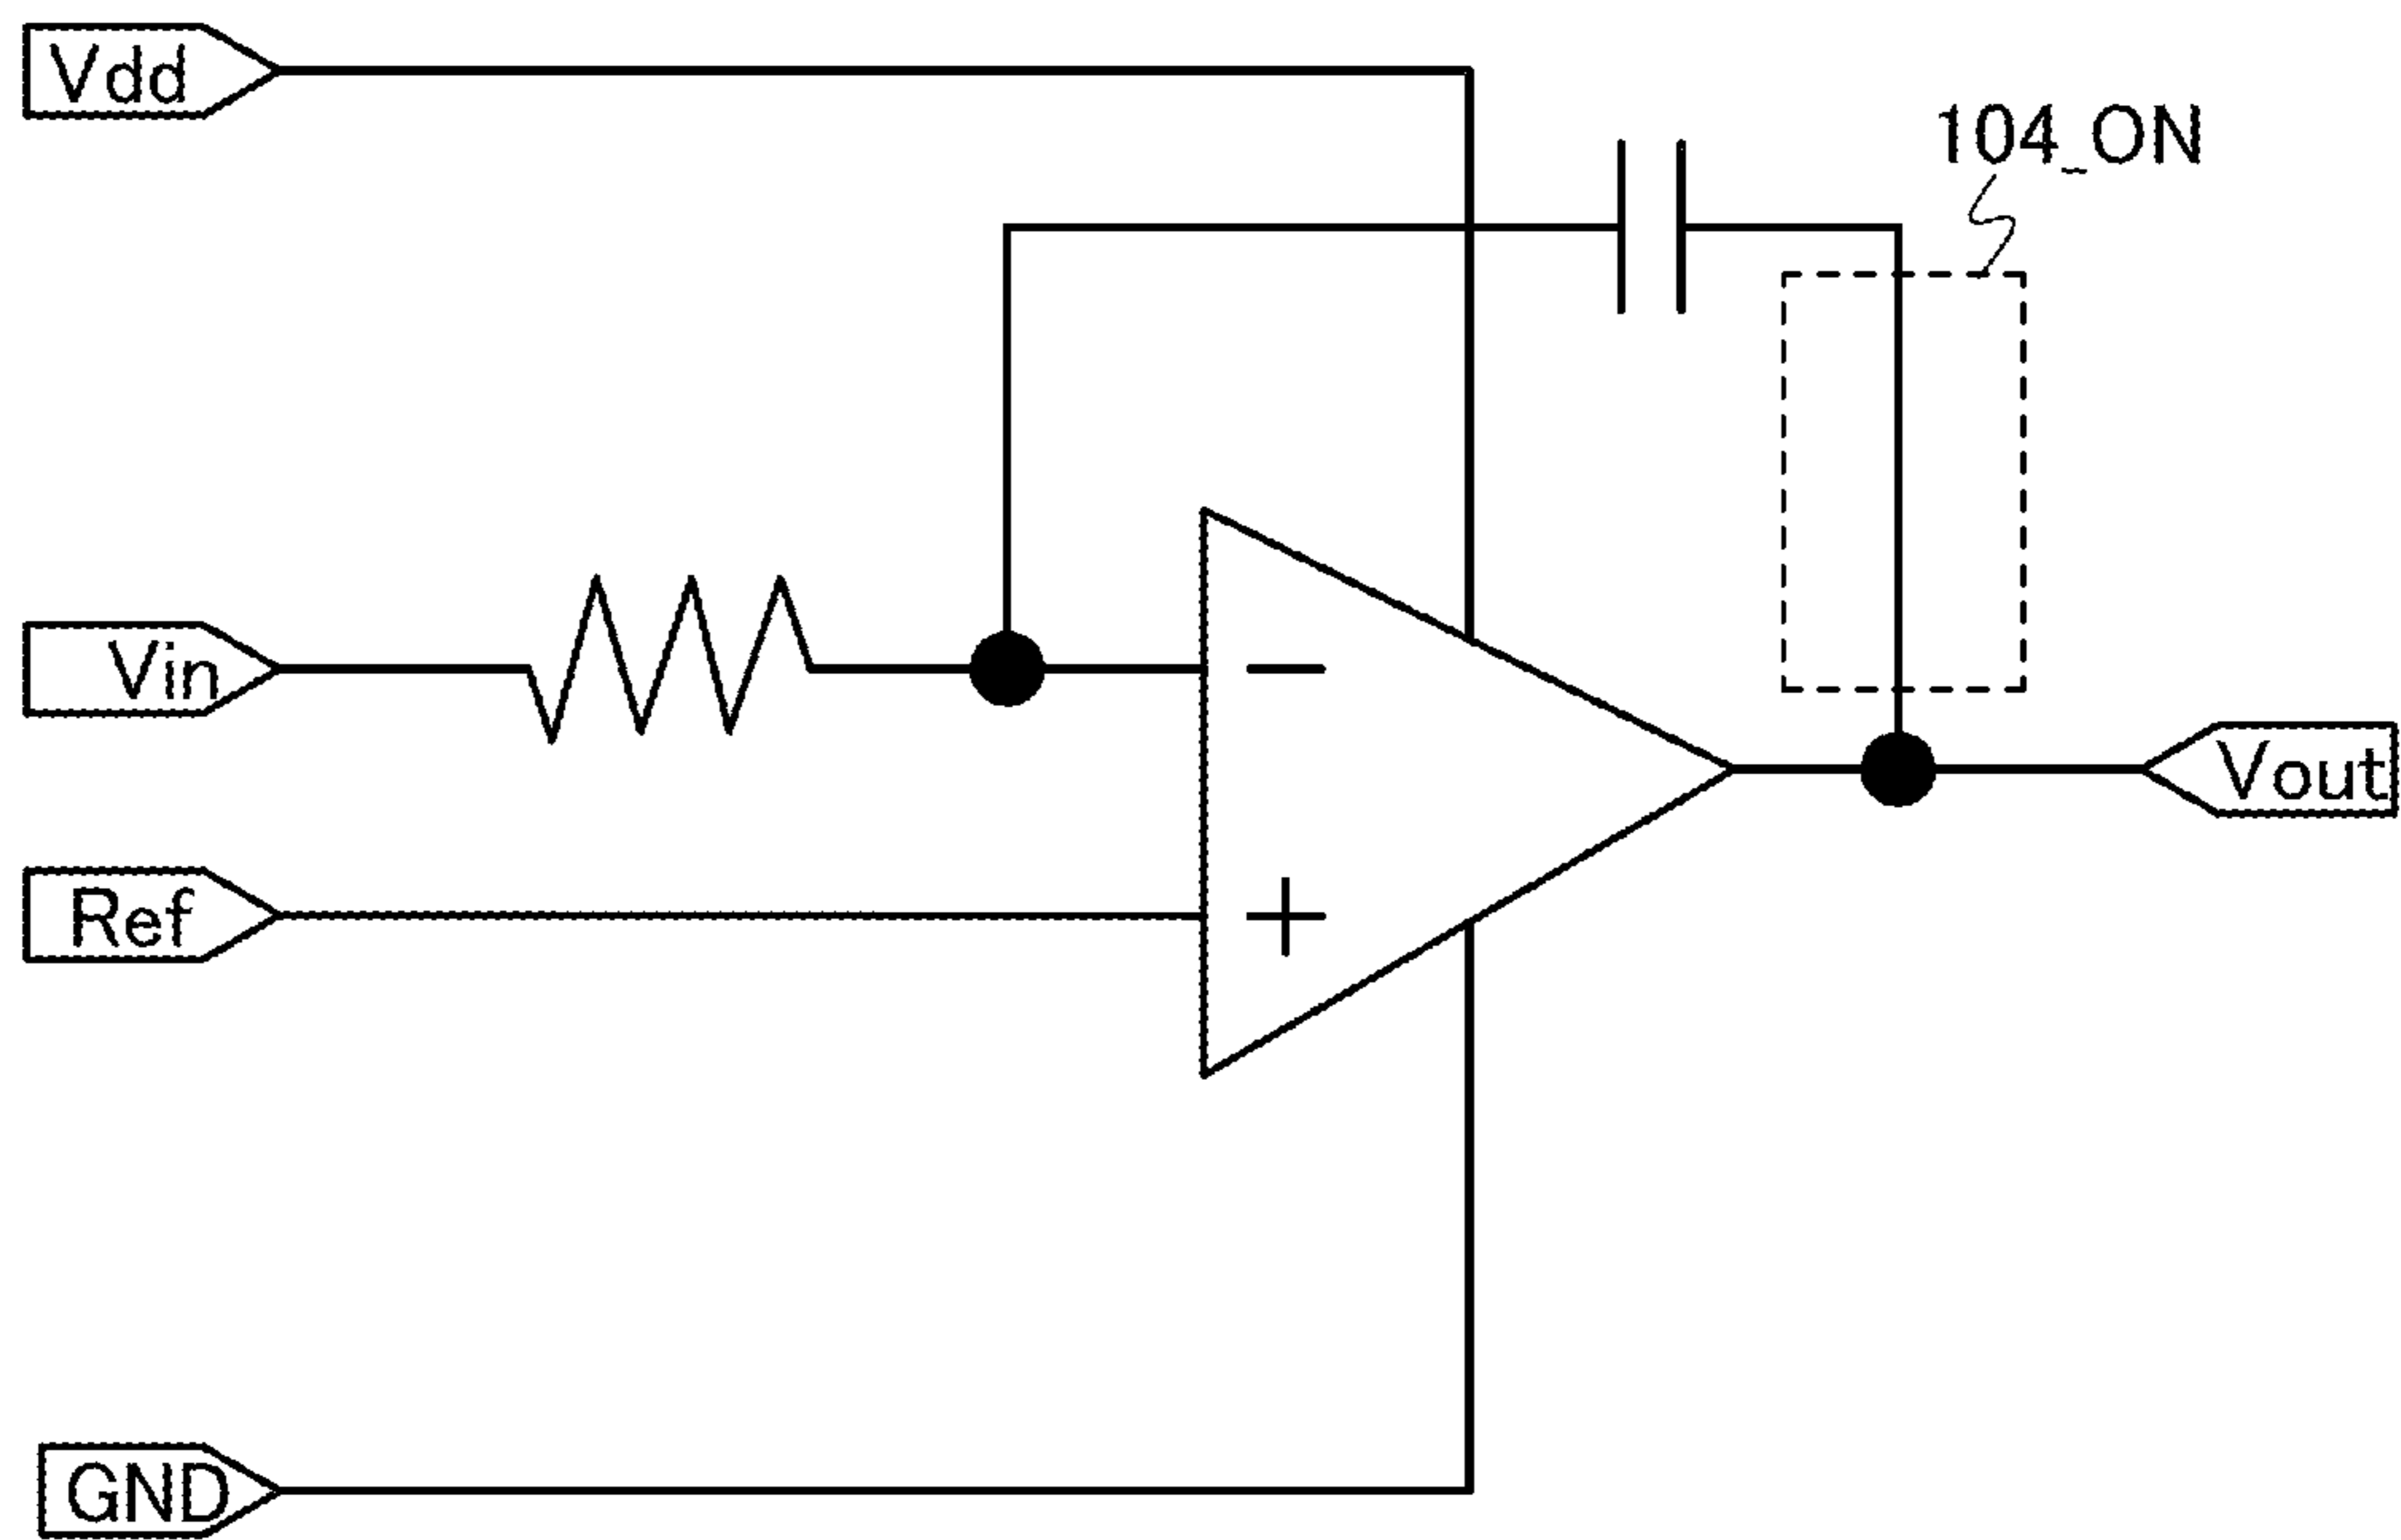 Vdd
104_ON
Vin
−
Vout
Ref
+
GND